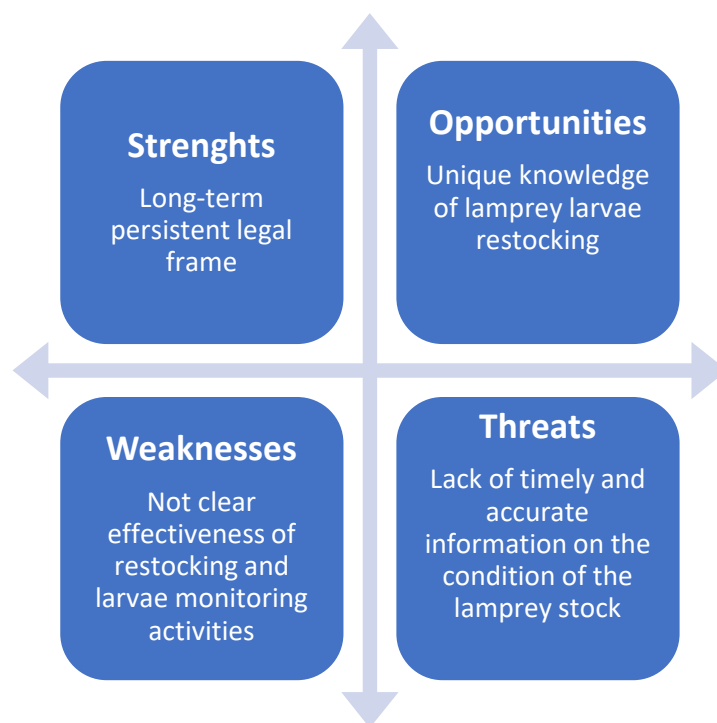 Strenghts
Long-term
persistent legal
frame
Opportunities
Unique knowledge
of lamprey larvae
restocking
Weaknesses
Not clear
effectiveness of
restocking and
larvae monitoring
activities
Threats
Lack of timely and
accurate
information on the
condition of the
lamprey stock